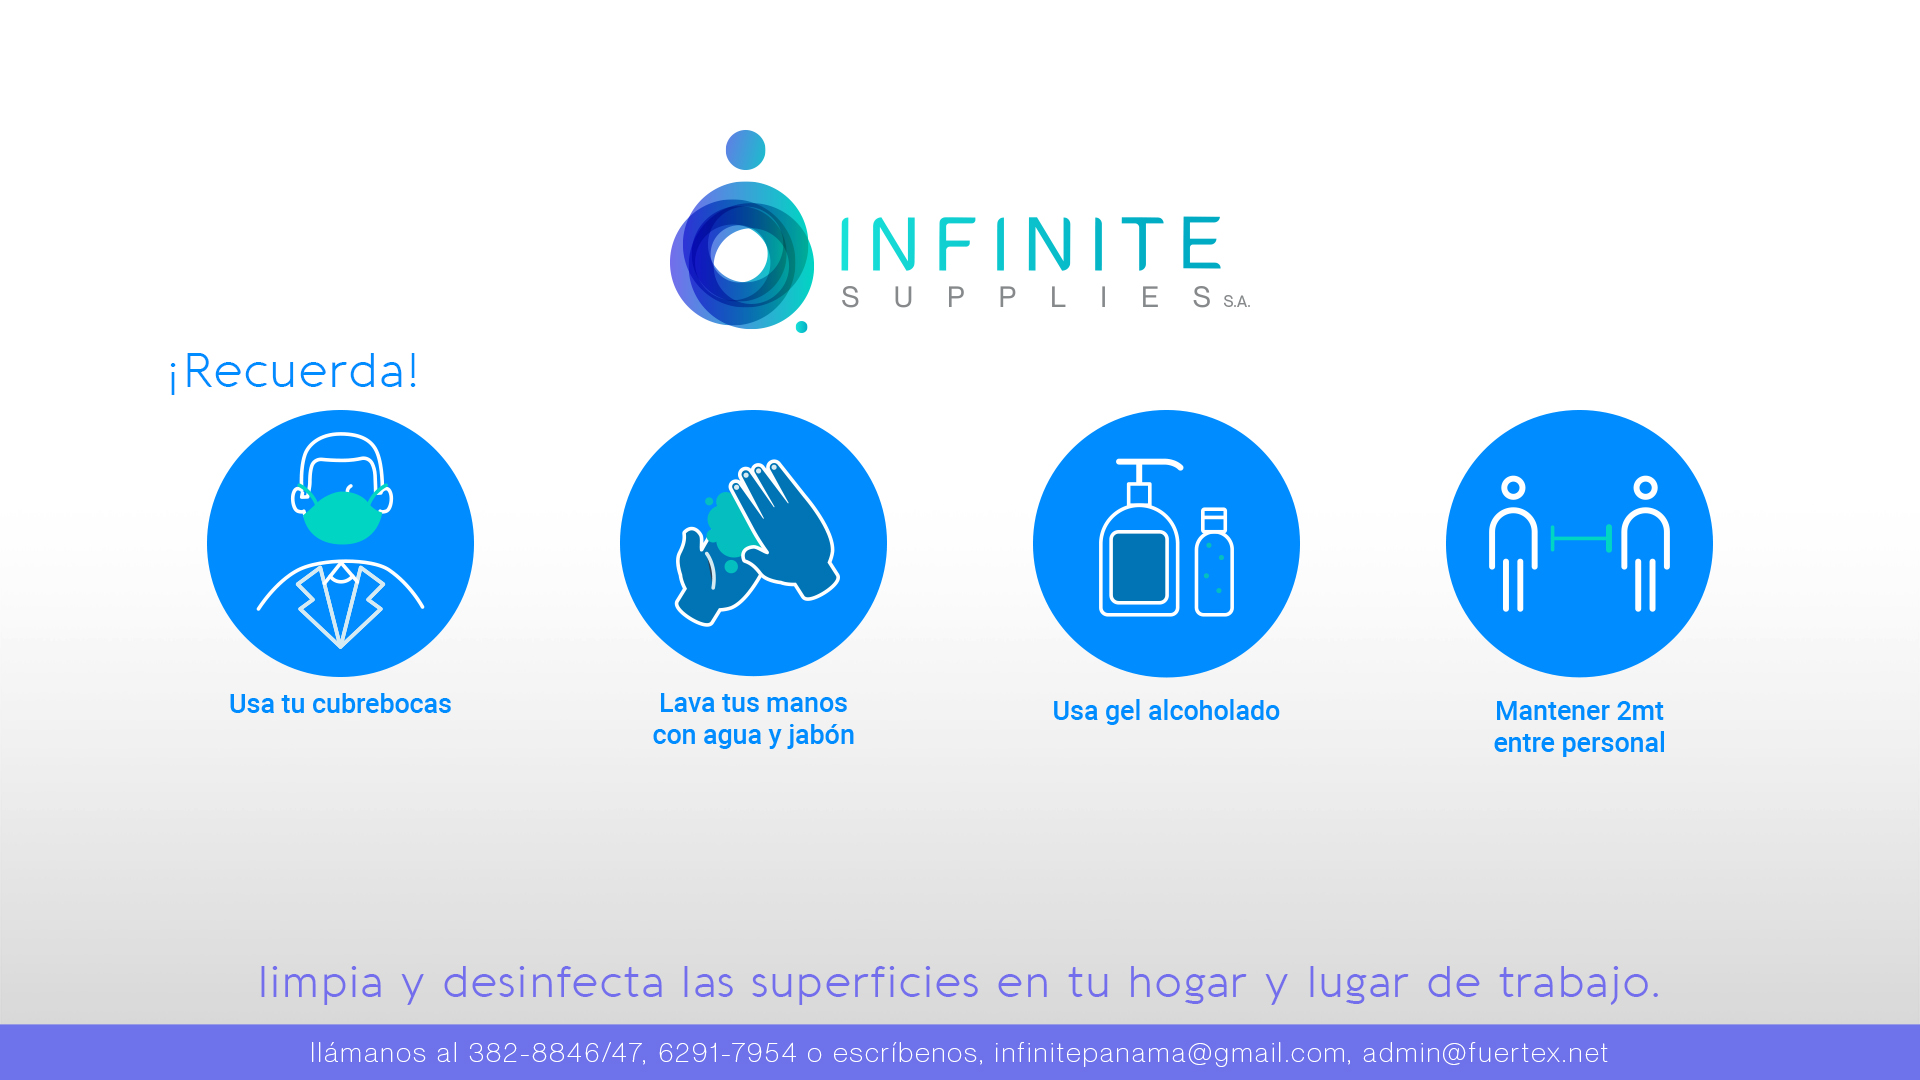 INFINITE
SUPPLIES S.A.
¡Recuerda!
Usa tu cubrebocas
Lava tus manos
con agua y jabón
Usa gel alcoholado
Mantener 2mt
entre personal
limpia y desinfecta las superficies en tu hogar y lugar de trabajo.
llámanos al 382-8846/47, 6291-7954 o escríbenos, infinitepanama@gmail.com, admin@fuertex.net